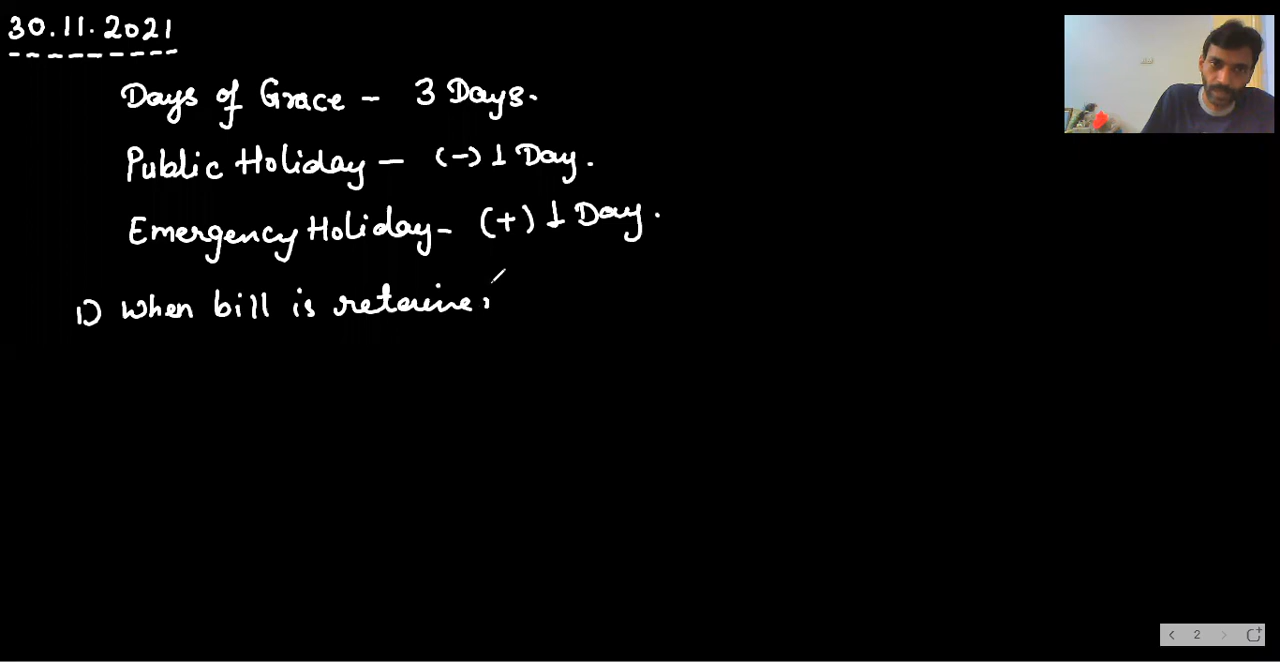 30.11.2021
Days of Grace - 3 Days.
Public Holiday - (-) 1 Day.
Emergency Holiday - (+) 1 Day.
1) When bill is retaine
2